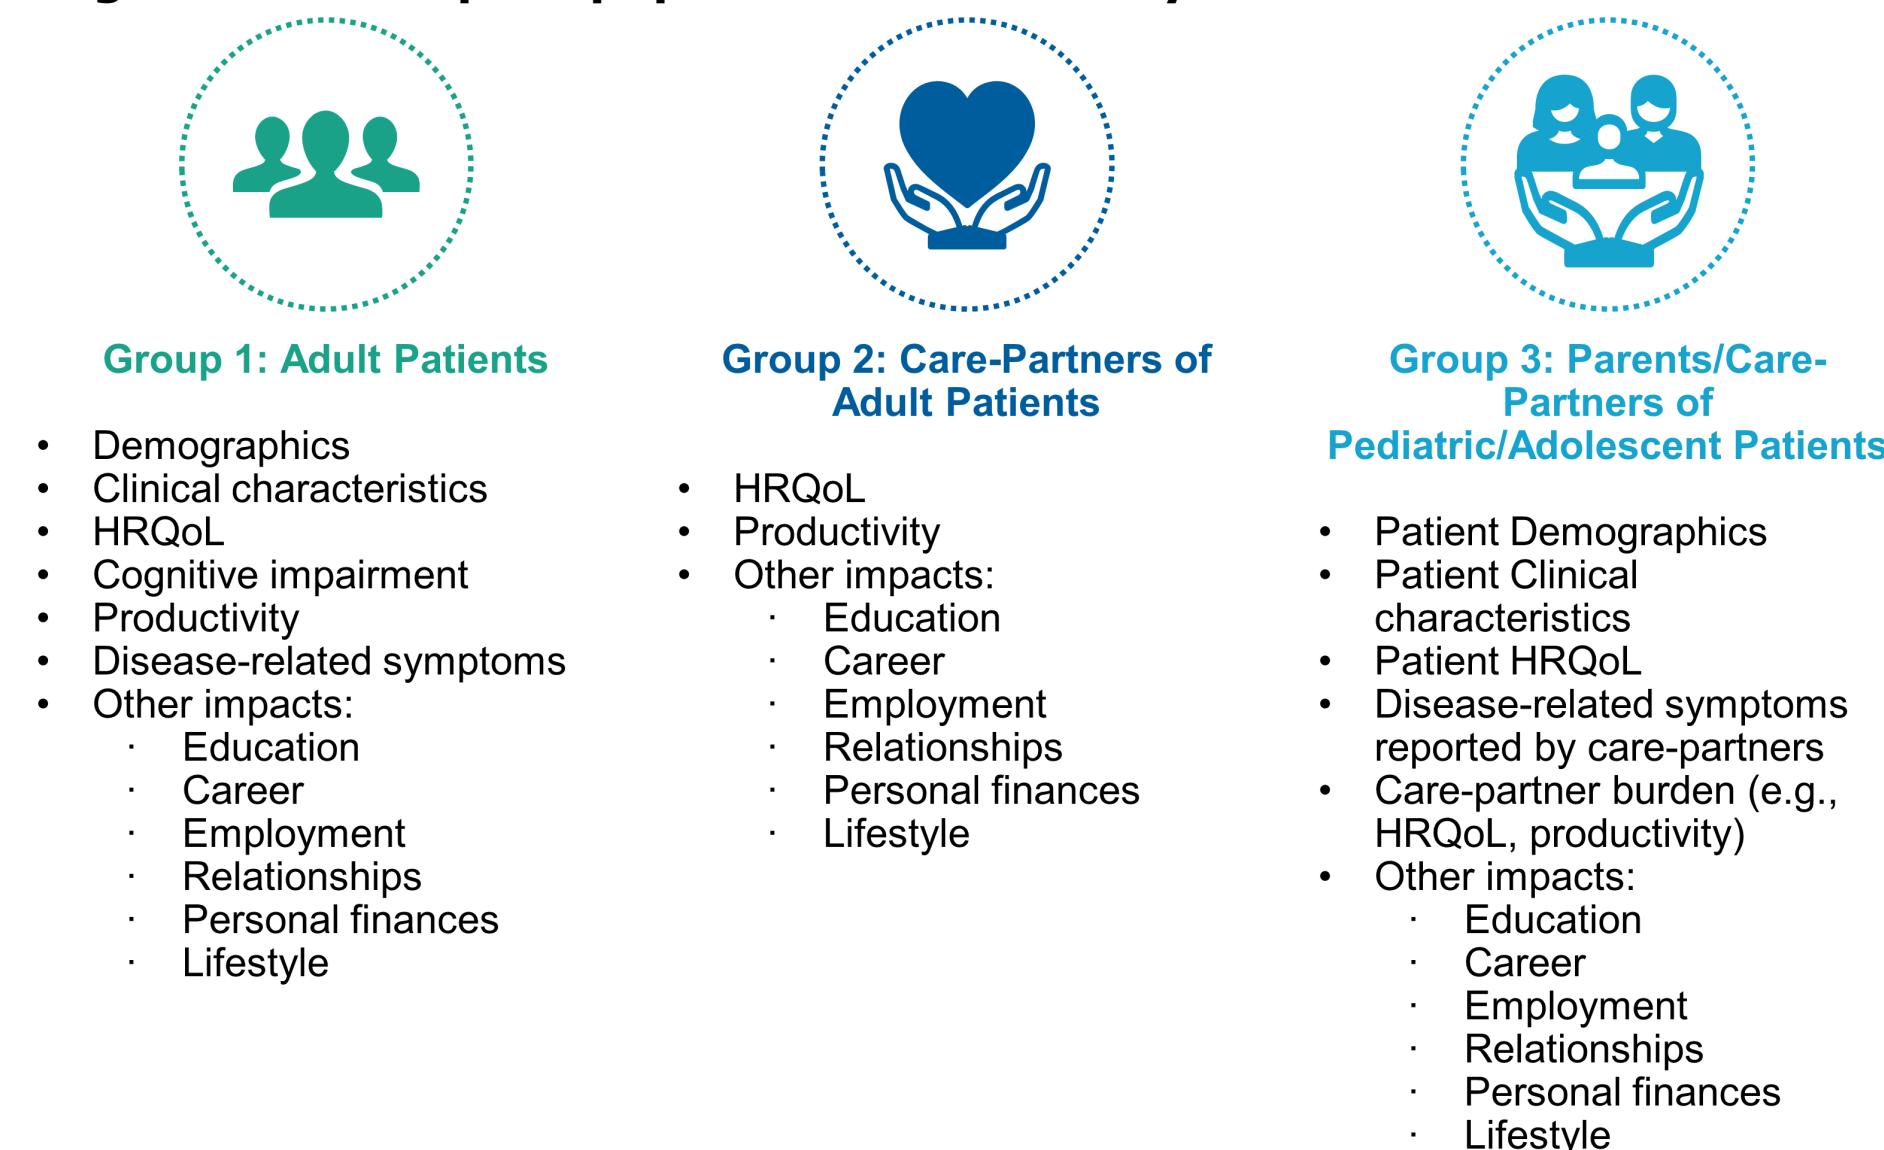 Group 1: Adult Patients
• Demographics
• Clinical characteristics
• HRQoL
• Cognitive impairment
• Productivity
• Disease-related symptoms
• Other impacts:
· Education
· Career
· Employment
· Relationships
· Personal finances
· Lifestyle
Group 2: Care-Partners of
Adult Patients
• HRQoL
• Productivity
• Other impacts:
· Education
· Career
· Employment
· Relationships
· Personal finances
· Lifestyle
Group 3: Parents/Care-
Partners of
Pediatric/Adolescent Patients
• Patient Demographics
• Patient Clinical
characteristics
• Patient HRQoL
• Disease-related symptoms
reported by care-partners
• Care-partner burden (e.g.,
HRQoL, productivity)
• Other impacts:
· Education
· Career
· Employment
· Relationships
· Personal finances
· Lifestyle